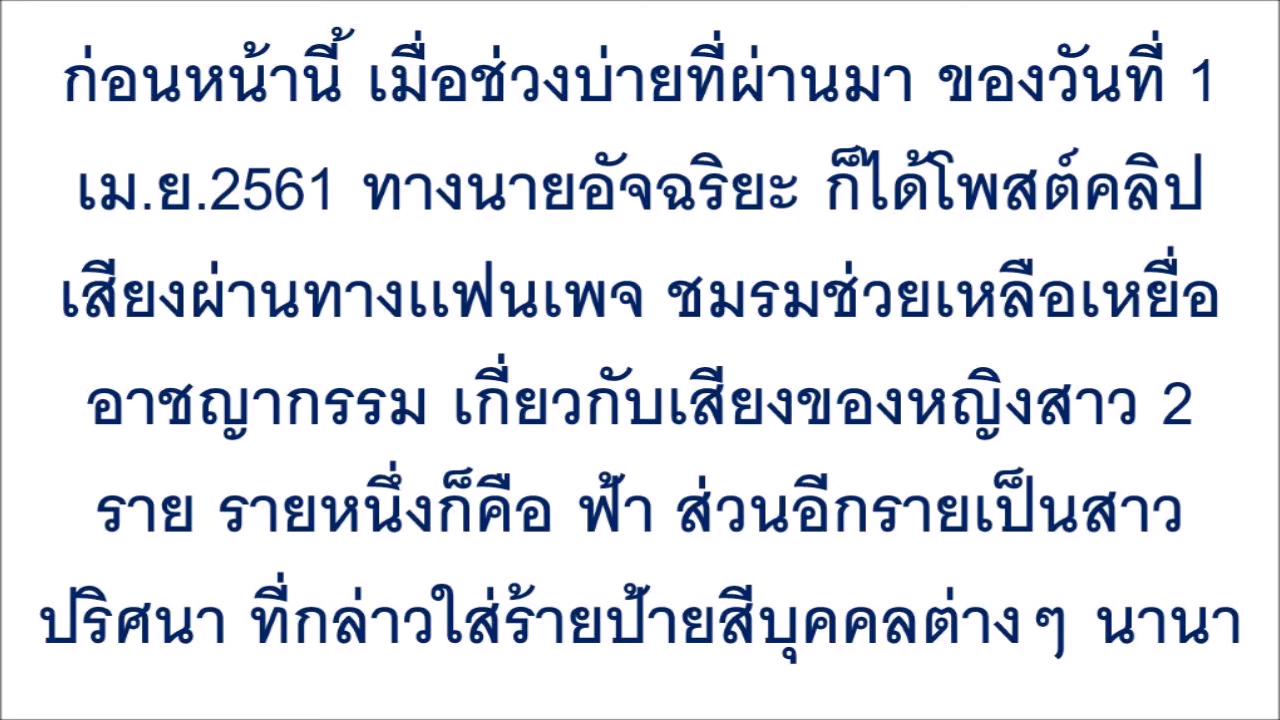 ก่อนหน้านี้ เมื่อช่วงบ่ายที่ผ่านมา ของวันที่ 1
เม.ย.2561 ทางนายอัจฉริยะ ก็ได้โพสต์คลิป
เสียงผ่านทางแฟนเพจ ชมรมช่วยเหลือเหยื่อ
อาชญากรรม เกี่ยวกับเสียงของหญิงสาว 2
ราย รายหนึ่งก็คือ ฟ้า ส่วนอีกรายเป็นสาว
ปริศนา ที่กล่าวใส่ร้ายป้ายสีบุคคลต่างๆ นานา